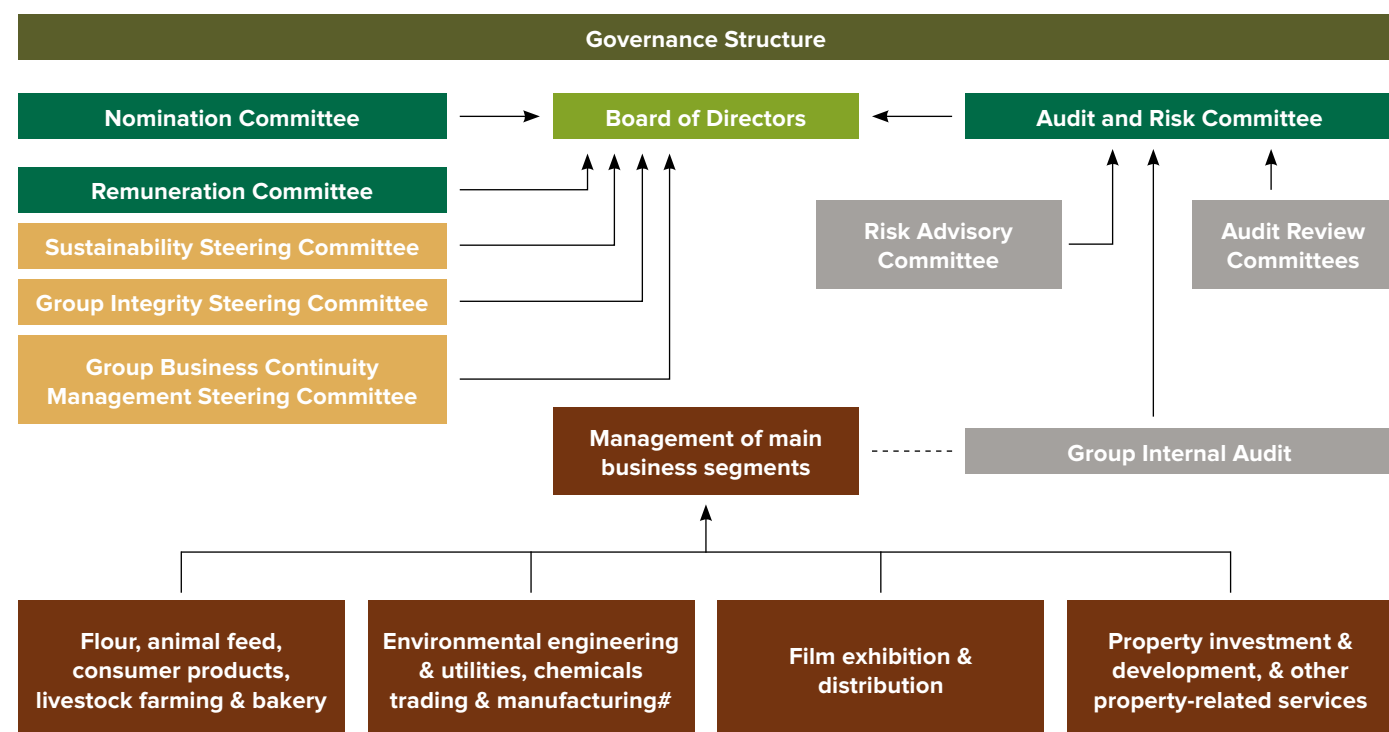 Governance Structure
Nomination Committee
Board of Directors
Audit and Risk Committee
Remuneration Committee
Sustainability Steering Committee
Group Integrity Steering Committee
Group Business Continuity
Management Steering Committee
Risk Advisory
Committee
Audit Review
Committees
Management of main
business segments
Group Internal Audit
Flour, animal feed,
consumer products,
livestock farming & bakery
Environmental engineering
& utilities, chemicals
trading & manufacturing#
Film exhibition &
distribution
Property investment &
development, & other
property-related services